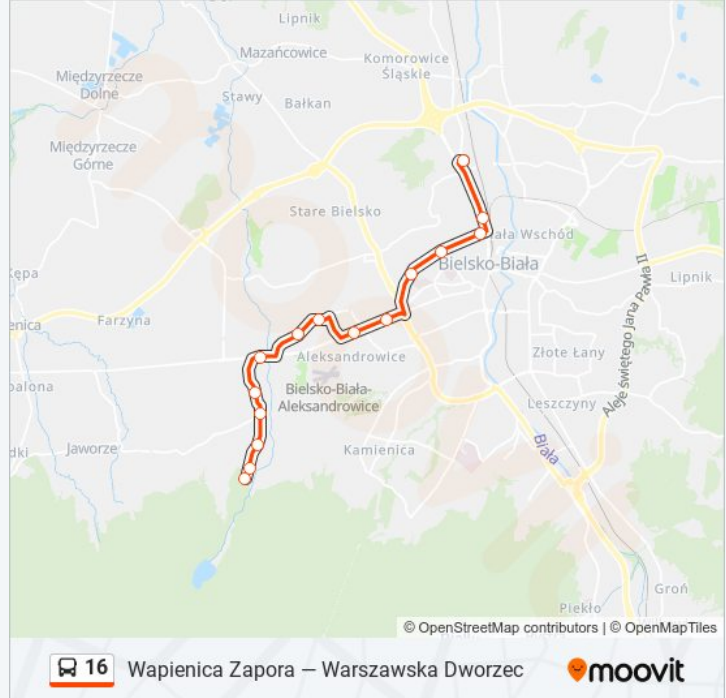 Lipnik
Mazańcowice
Komorowice
Śląskie
Międzyrzecze
Dolne
Stawy
Bałkan
Międzyrzecze
Górne
Stare Bielsko
Biała Wschód
Bielsko-Biała
Lipnik
Kępa
Farzyna
Aleje świętego Jana Pawła II
Aleksandrowice
Złote Łany
Bielsko-Biała-
Aleksandrowice
Leszczyny
Jaworze
Kamienica
Biała
Groń
Piekło
© OpenStreetMap contributors | © OpenMapTiles
16 Wapienica Zapora — Warszawska Dworzec
moovit